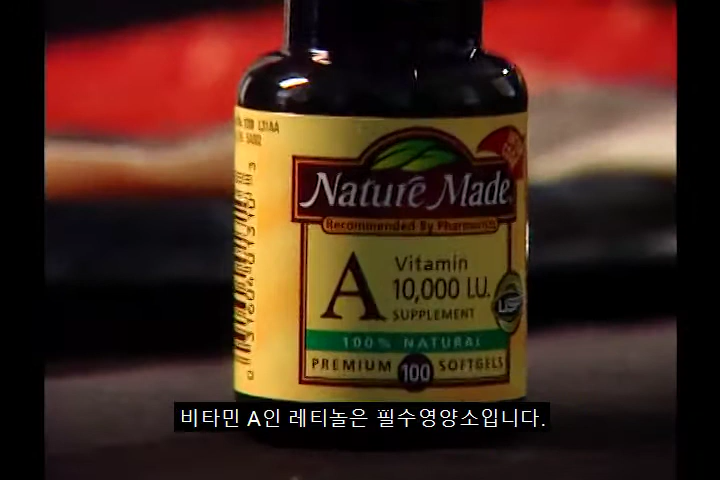 Nature Made
Recommended By Pharmacists
A
Vitamin
10,000 I.U.
SUPPLEMENT
USP
100% NATURAL
PREMIUM 100 SOFTGELS
비타민 A인 레티놀은 필수영양소입니다.